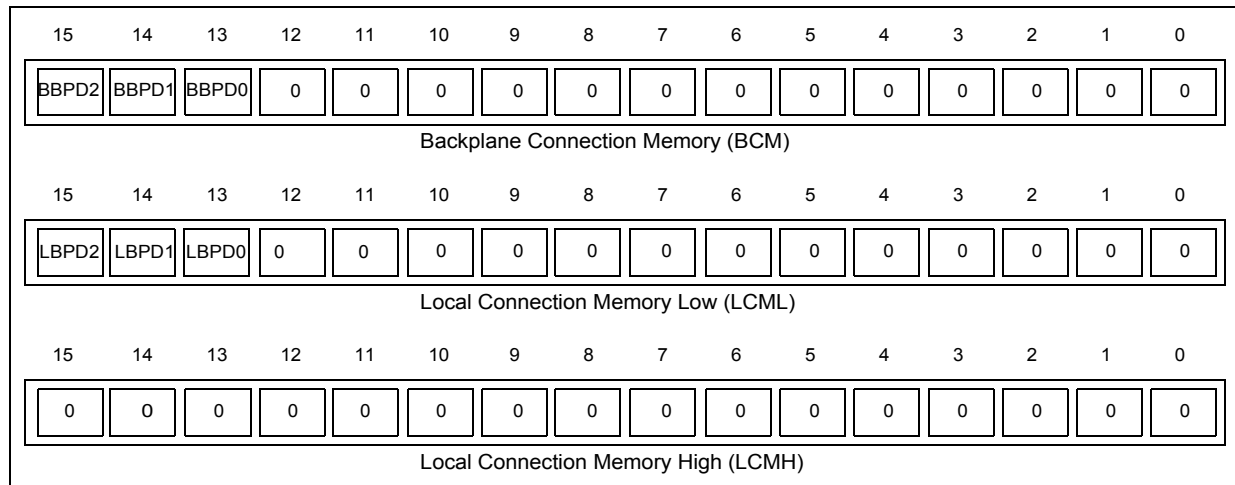 15 14 13 12 11 10 9 8 7 6 5 4 3 2 1 0
BBPD2 BBPD1 BBPD0 0 0 0 0 0 0 0 0 0 0 0 0 0
Backplane Connection Memory (BCM)
15 14 13 12 11 10 9 8 7 6 5 4 3 2 1 0
LBPD2 LBPD1 LBPD0 0 0 0 0 0 0 0 0 0 0 0 0 0
Local Connection Memory Low (LCML)
15 14 13 12 11 10 9 8 7 6 5 4 3 2 1 0
0 0 0 0 0 0 0 0 0 0 0 0 0 0 0 0
Local Connection Memory High (LCMH)